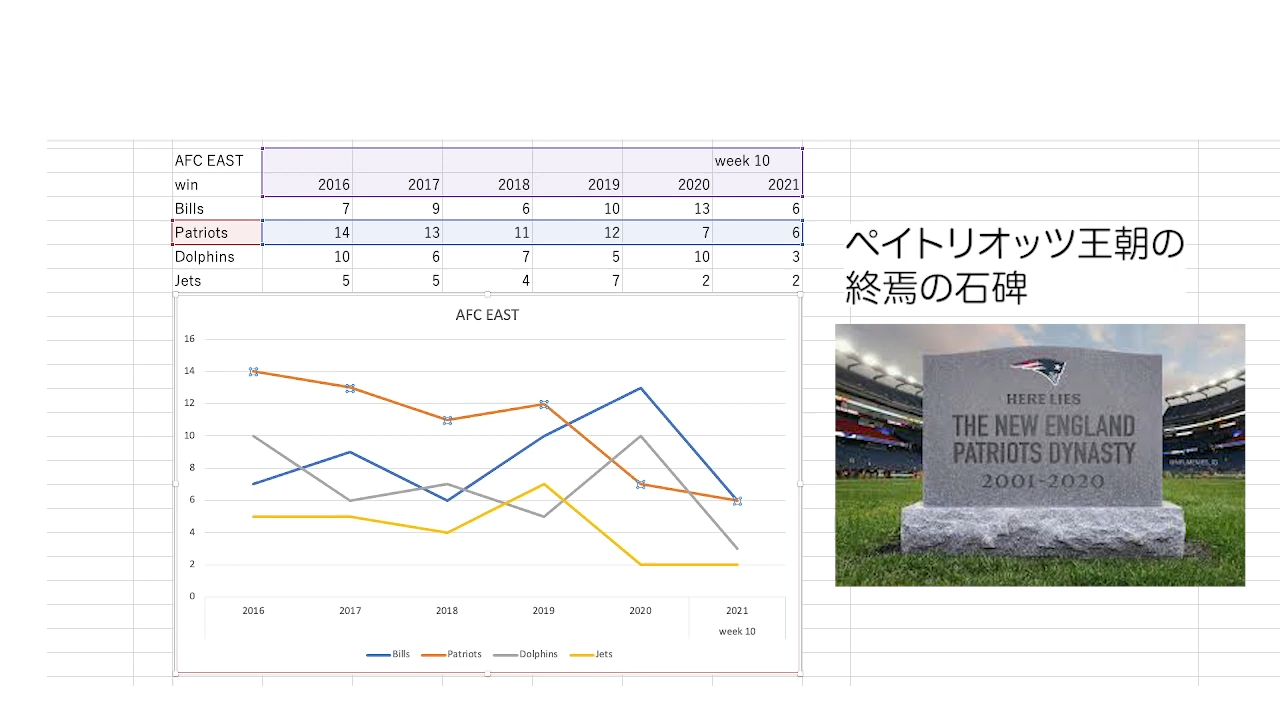 AFC EAST week 10
win 2016 2017 2018 2019 2020 2021
Bills 7 9 6 10 13 6
Patriots 14 13 11 12 7 6
Dolphins 10 6 7 5 10 3
Jets 5 5 4 7 2 2
AFC EAST
16
14
12
10
8
6
4
2
0
2016 2017 2018 2019 2020 2021
week 10
Bills Patriots Dolphins Jets
ペイトリオッツ王朝の
終焉の石碑
HERE LIES
THE NEW ENGLAND
PATRIOTS DYNASTY
2001-2020